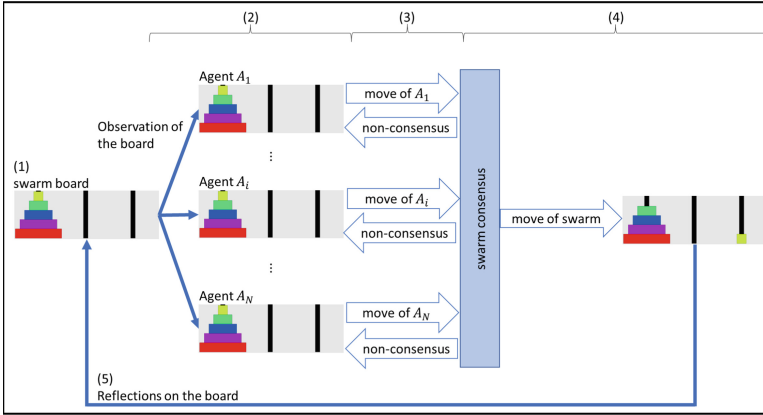 (2)
(3)
(4)
Agent A₁
Observation of
the board
move of A₁
non-consensus
⋮
(1)
swarm board
Agent Aᵢ
move of Aᵢ
non-consensus
swarm consensus
move of swarm
⋮
Agent A_N
move of A_N
non-consensus
(5)
Reflections on the board